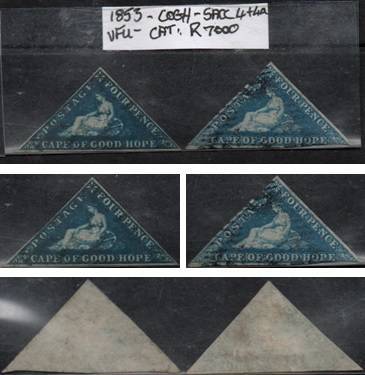 1853 - COGH - SACC 4+4a
VFU - CAT: R7000
POSTAGE FOUR PENCE
CAPE OF GOOD HOPE
POSTAGE FOUR PENCE
CAPE OF GOOD HOPE
POSTAGE FOUR PENCE
CAPE OF GOOD HOPE
POSTAGE FOUR PENCE
CAPE OF GOOD HOPE